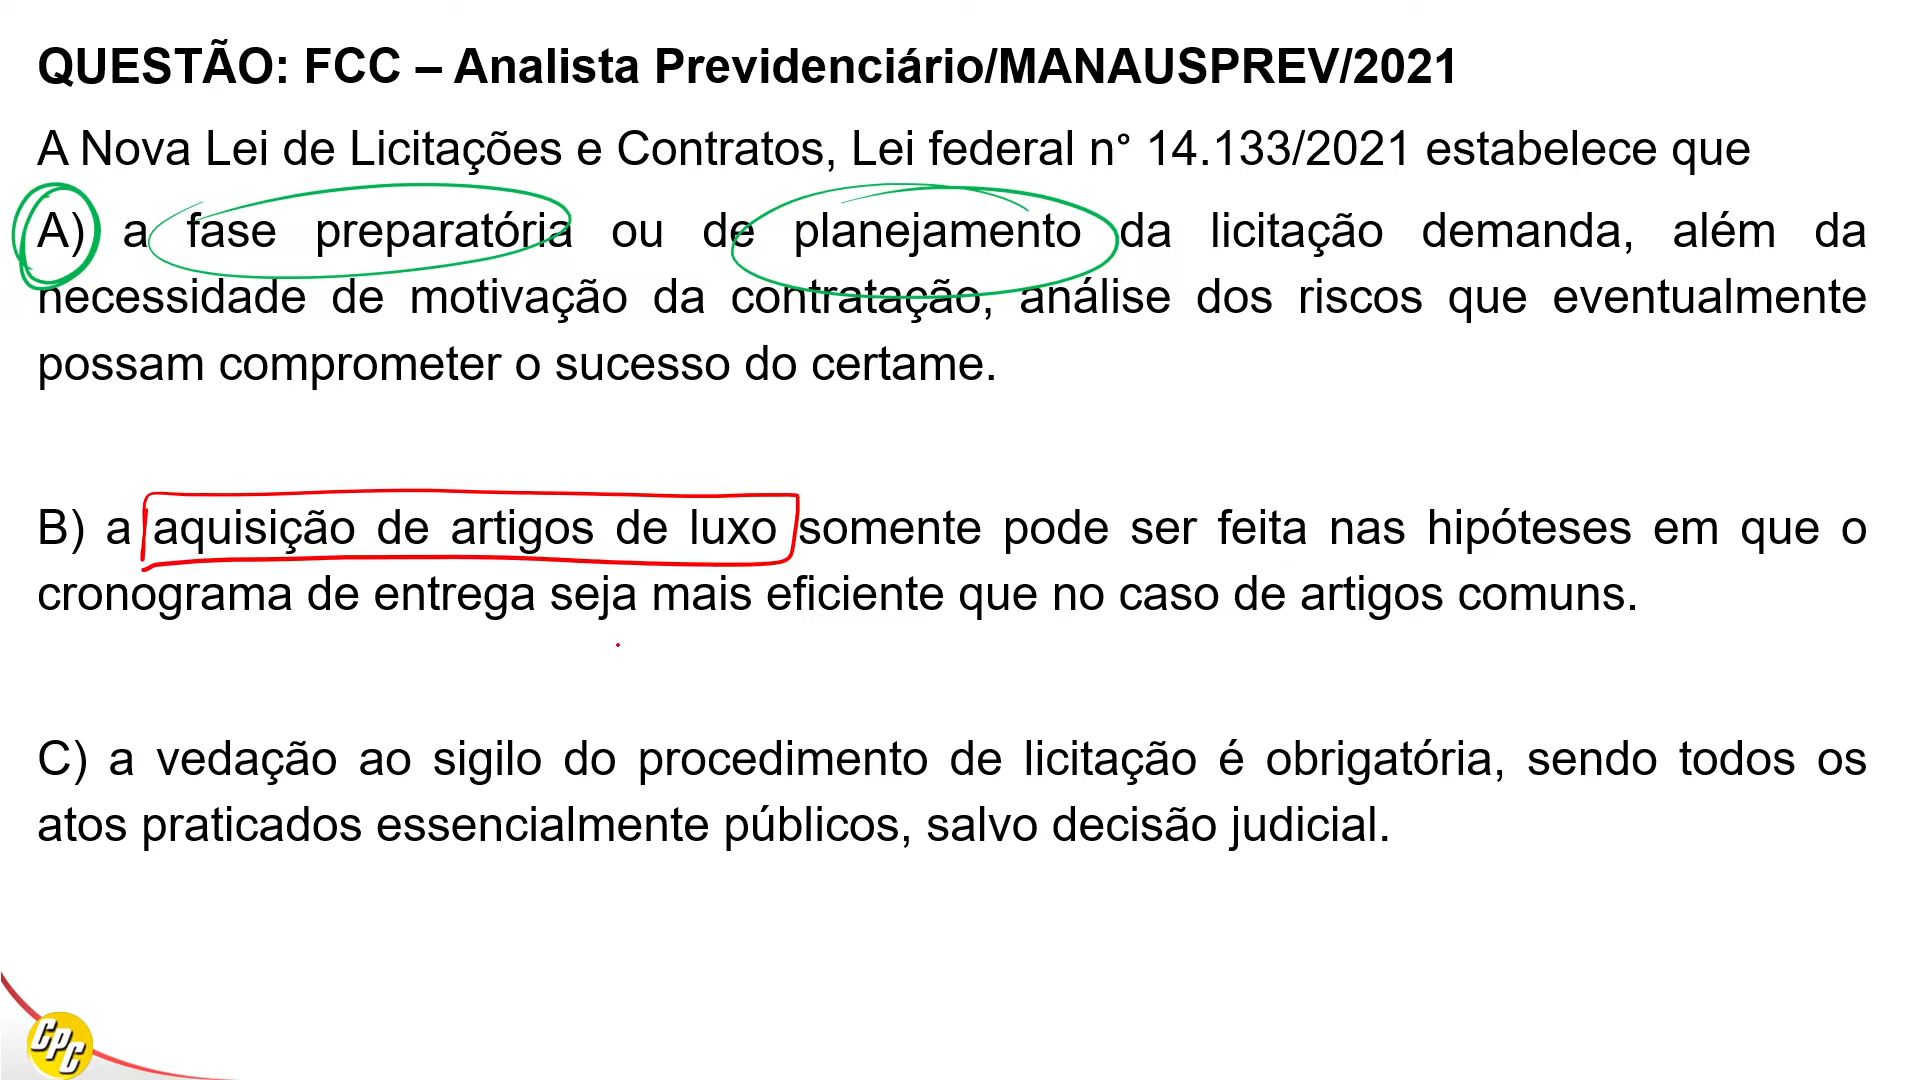 QUESTÃO: FCC – Analista Previdenciário/MANAUSPREV/2021
A Nova Lei de Licitações e Contratos, Lei federal n° 14.133/2021 estabelece que
A) a fase preparatória ou de planejamento da licitação demanda, além da
necessidade de motivação da contratação, análise dos riscos que eventualmente
possam comprometer o sucesso do certame.
B) a aquisição de artigos de luxo somente pode ser feita nas hipóteses em que o
cronograma de entrega seja mais eficiente que no caso de artigos comuns.
C) a vedação ao sigilo do procedimento de licitação é obrigatória, sendo todos os
atos praticados essencialmente públicos, salvo decisão judicial.
CPC